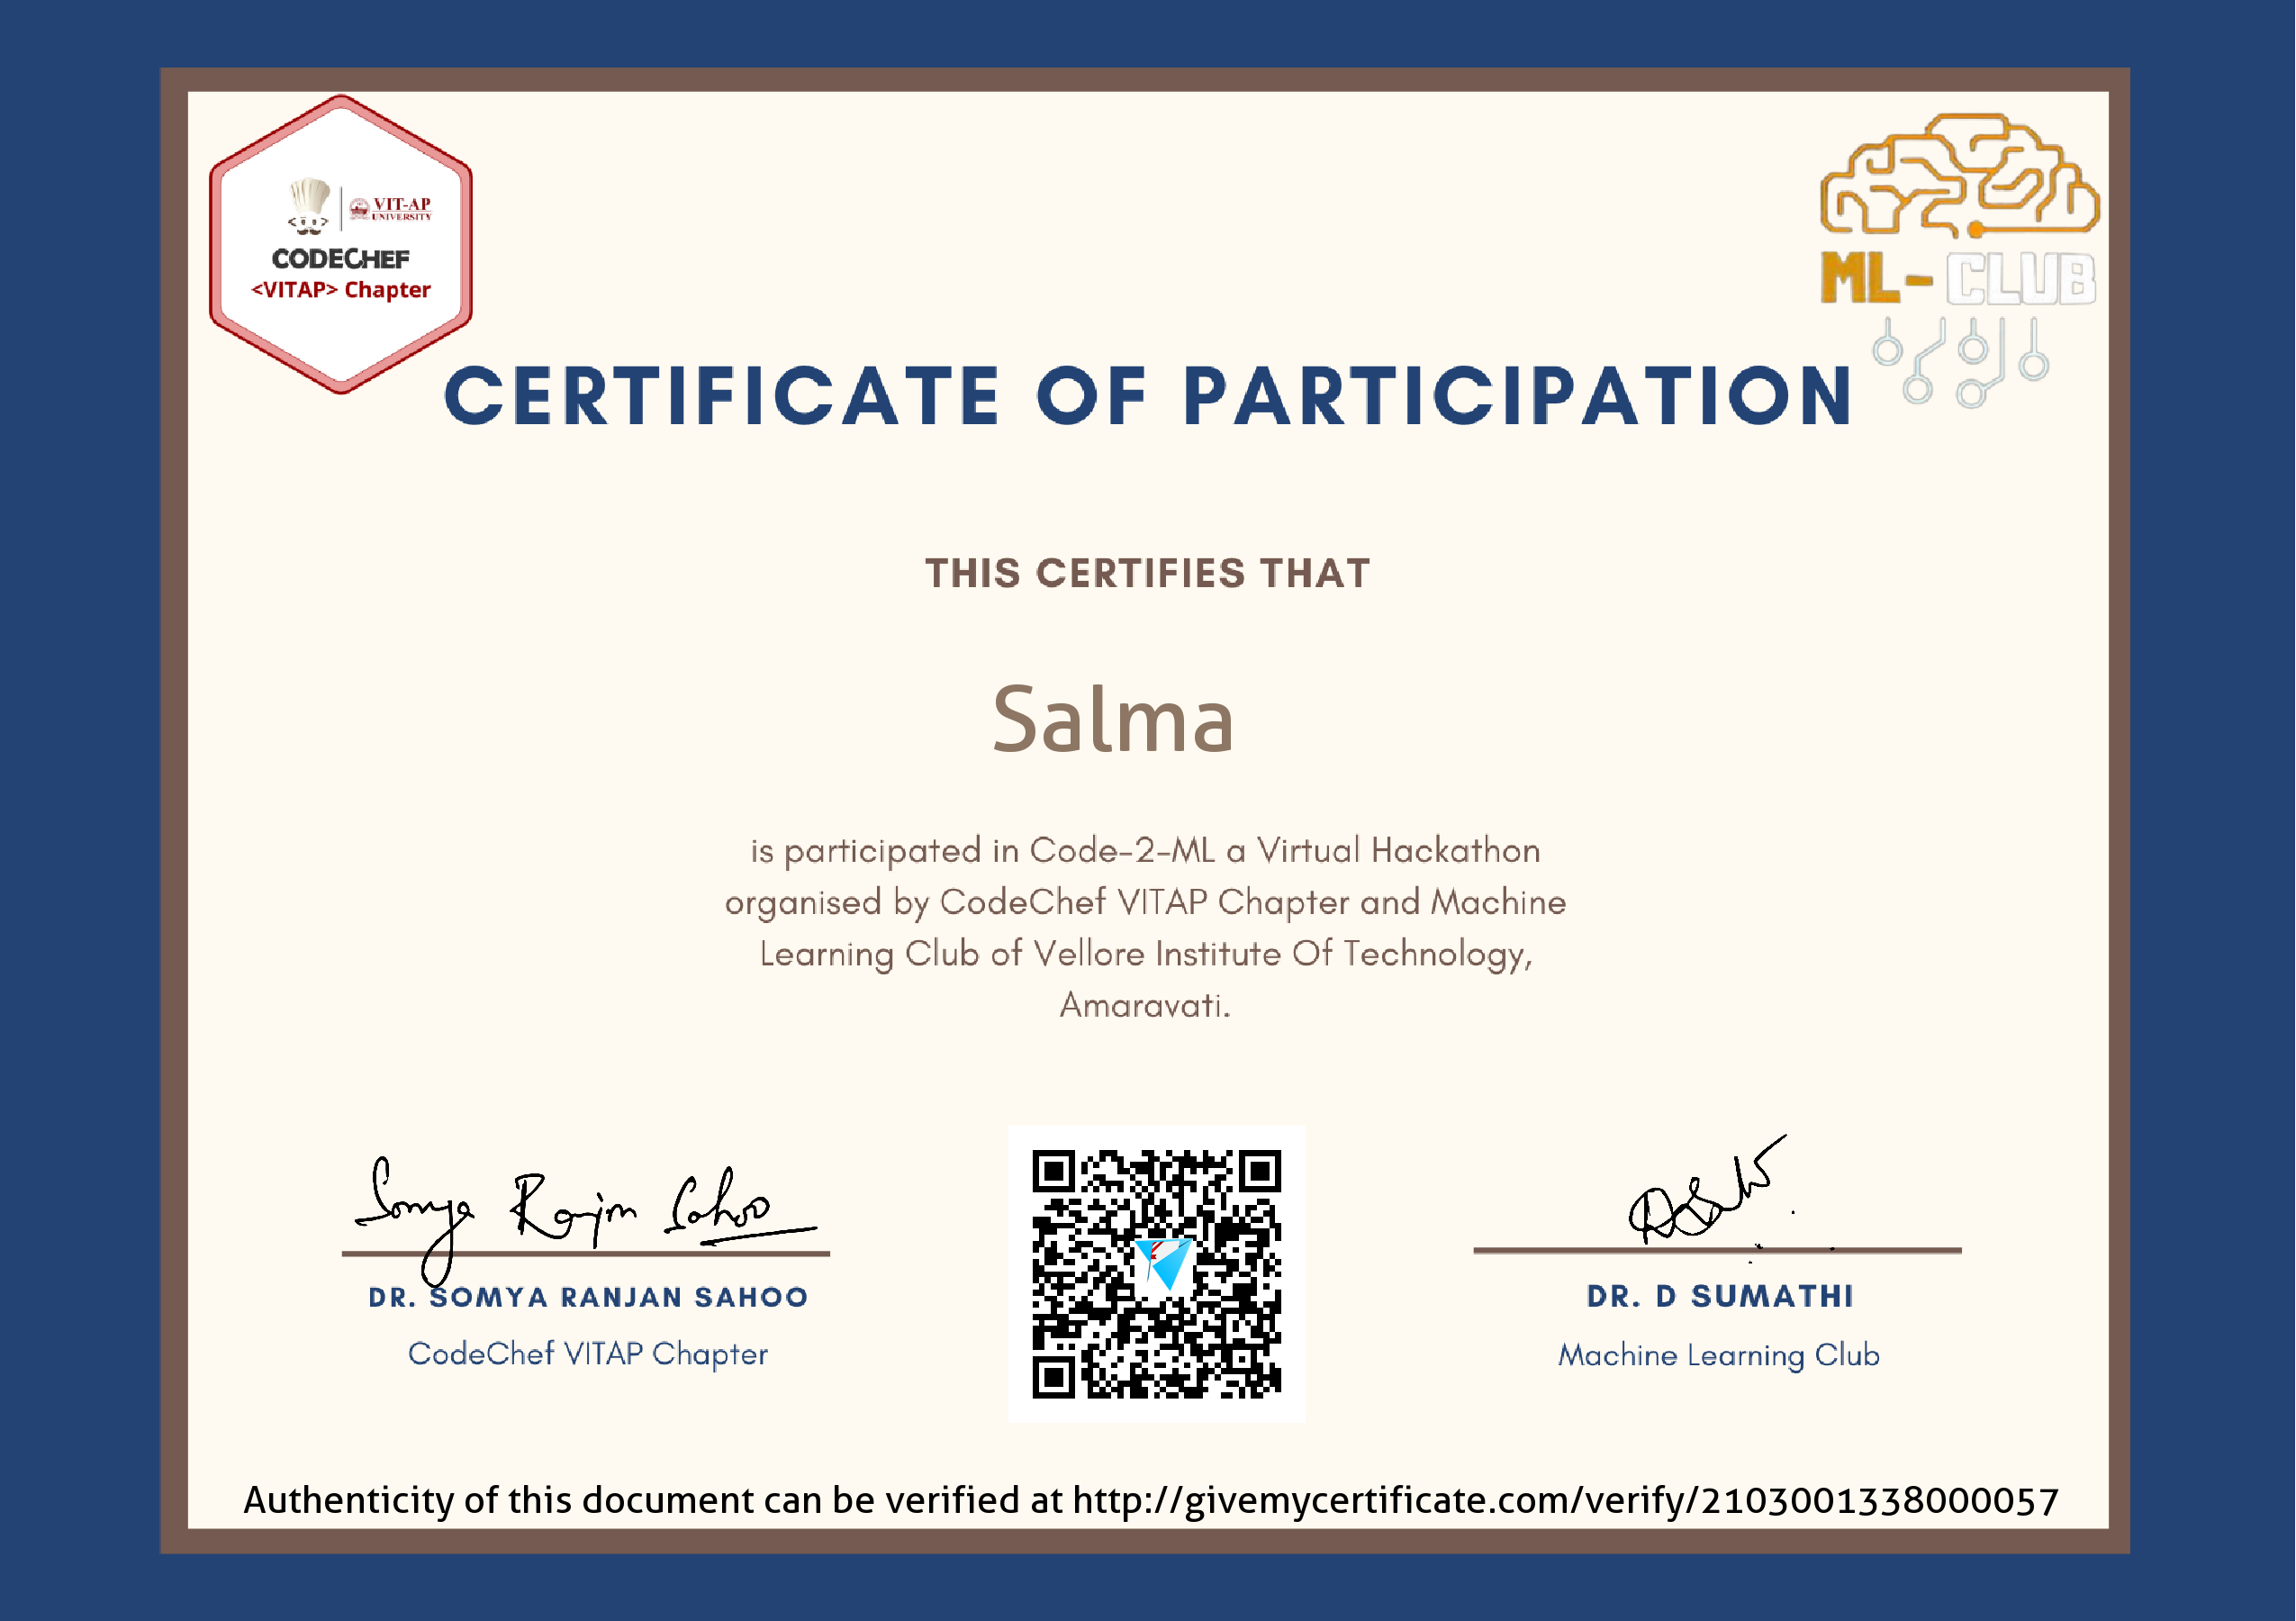 VIT-AP
UNIVERSITY
CODECHEF
<VITAP> Chapter
ML-CLUB
CERTIFICATE OF PARTICIPATION
THIS CERTIFIES THAT
Salma
is participated in Code-2-ML a Virtual Hackathon
organised by CodeChef VITAP Chapter and Machine
Learning Club of Vellore Institute Of Technology,
Amaravati.
Somya Ranjn Sahoo
DR. SOMYA RANJAN SAHOO
CodeChef VITAP Chapter
DR. D SUMATHI
Machine Learning Club
Authenticity of this document can be verified at http://givemycertificate.com/verify/2103001338000057